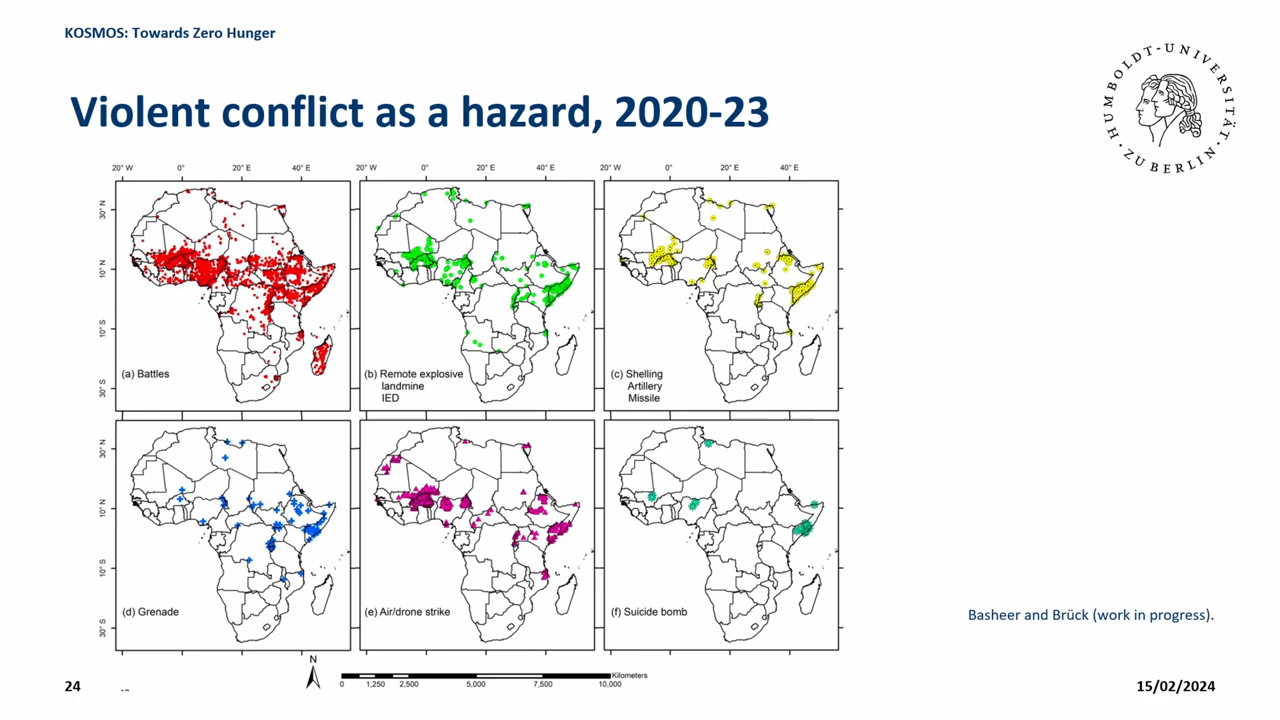 KOSMOS: Towards Zero Hunger
HUMBOLDT-UNIVERSITÄT · ZU BERLIN ·
Violent conflict as a hazard, 2020-23
20° W 0° 20° E 40° E 20° W 0° 20° E 40° E 20° W 0° 20° E 40° E
30° N
10° N
10° S
30° S
(a) Battles
(b) Remote explosive
landmine
IED
(c) Shelling
Artillery
Missile
30° N
10° N
10° S
30° S
(d) Grenade
(e) Air/drone strike
(f) Suicide bomb
Basheer and Brück (work in progress).
N
Kilometers
0 1,250 2,500 5,000 7,500 10,000
24
15/02/2024